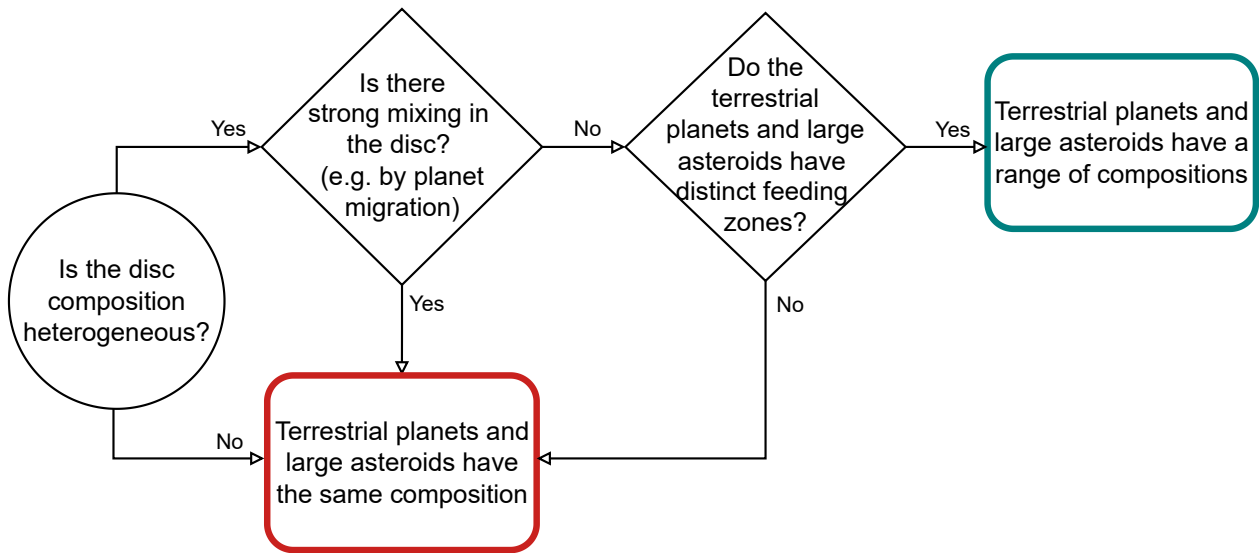 Is the disc
composition
heterogeneous?
Yes
No
Is there
strong mixing in
the disc?
(e.g. by planet
migration)
No
Yes
Do the
terrestrial
planets and large
asteroids have
distinct feeding
zones?
Yes
No
Terrestrial planets and
large asteroids have a
range of compositions
Terrestrial planets and
large asteroids have
the same composition